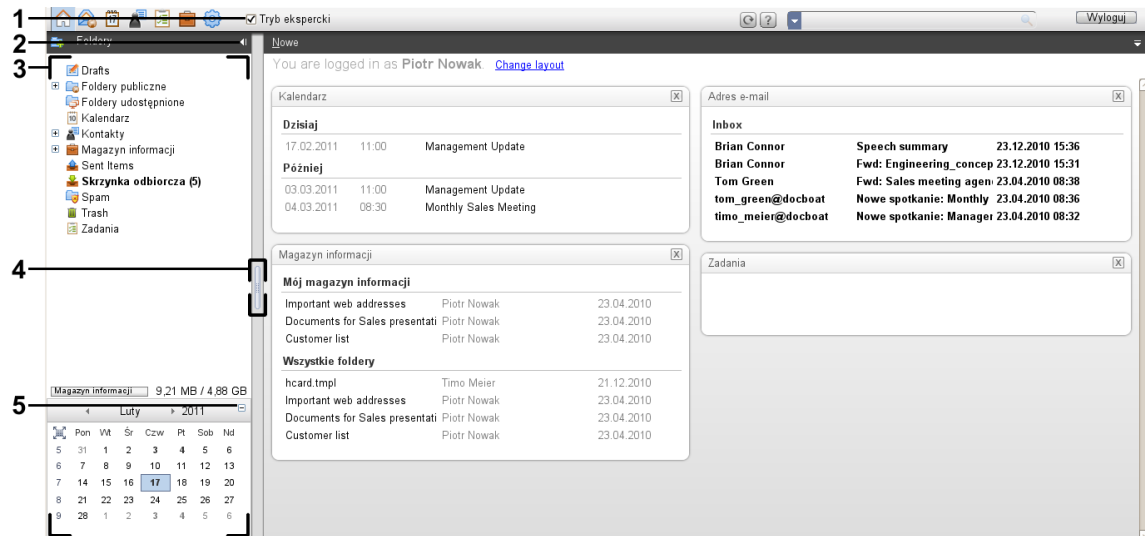 1
17
Tryb ekspercki
Wyloguj
2
Foldery
Nowe
3
You are logged in as Piotr Nowak. Change layout
Drafts
Foldery publiczne
Foldery udostępnione
Kalendarz
Kontakty
Magazyn informacji
Sent Items
Skrzynka odbiorcza (5)
Spam
Trash
Zadania
4
Magazyn informacji 9,21 MB / 4,88 GB
5
Luty 2011
Pon Wt Śr Czw Pt Sob Nd
5 31 1 2 3 4 5 6
6 7 8 9 10 11 12 13
7 14 15 16 17 18 19 20
8 21 22 23 24 25 26 27
9 28 1 2 3 4 5 6
Kalendarz X
Dzisiaj
17.02.2011 11:00 Management Update
Później
03.03.2011 11:00 Management Update
04.03.2011 08:30 Monthly Sales Meeting
Magazyn informacji X
Mój magazyn informacji
Important web addresses Piotr Nowak 23.04.2010
Documents for Sales presentati Piotr Nowak 23.04.2010
Customer list Piotr Nowak 23.04.2010
Wszystkie foldery
hcard.tmpl Timo Meier 21.12.2010
Important web addresses Piotr Nowak 23.04.2010
Documents for Sales presentati Piotr Nowak 23.04.2010
Customer list Piotr Nowak 23.04.2010
Adres e-mail X
Inbox
Brian Connor Speech summary 23.12.2010 15:36
Brian Connor Fwd: Engineering_concep 23.12.2010 15:31
Tom Green Fwd: Sales meeting agen 23.04.2010 08:38
tom_green@docboat Nowe spotkanie: Monthly 23.04.2010 08:36
timo_meier@docboat Nowe spotkanie: Manager 23.04.2010 08:32
Zadania X